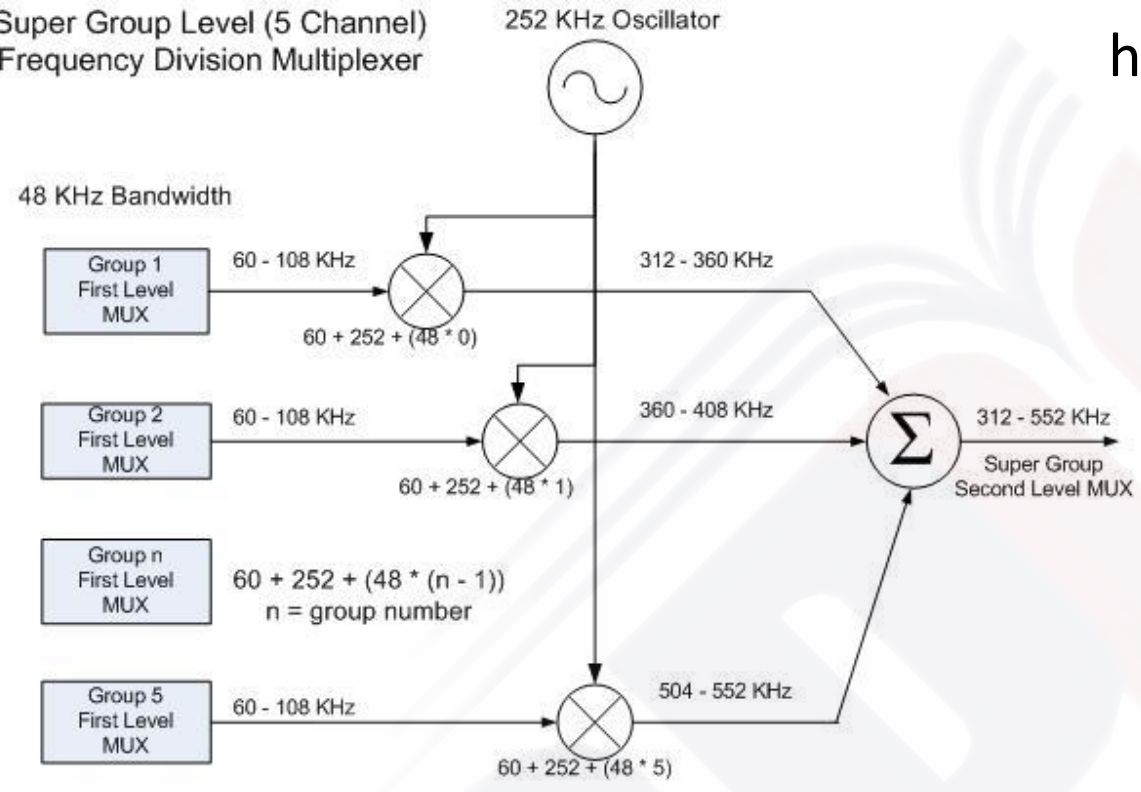 Super Group Level (5 Channel)
Frequency Division Multiplexer
252 KHz Oscillator
h
48 KHz Bandwidth
Group 1
First Level
MUX
60 - 108 KHz
60 + 252 + (48 * 0)
312 - 360 KHz
Group 2
First Level
MUX
60 - 108 KHz
60 + 252 + (48 * 1)
360 - 408 KHz
Σ
312 - 552 KHz
Super Group
Second Level MUX
Group n
First Level
MUX
60 + 252 + (48 * (n - 1))
n = group number
Group 5
First Level
MUX
60 - 108 KHz
60 + 252 + (48 * 5)
504 - 552 KHz